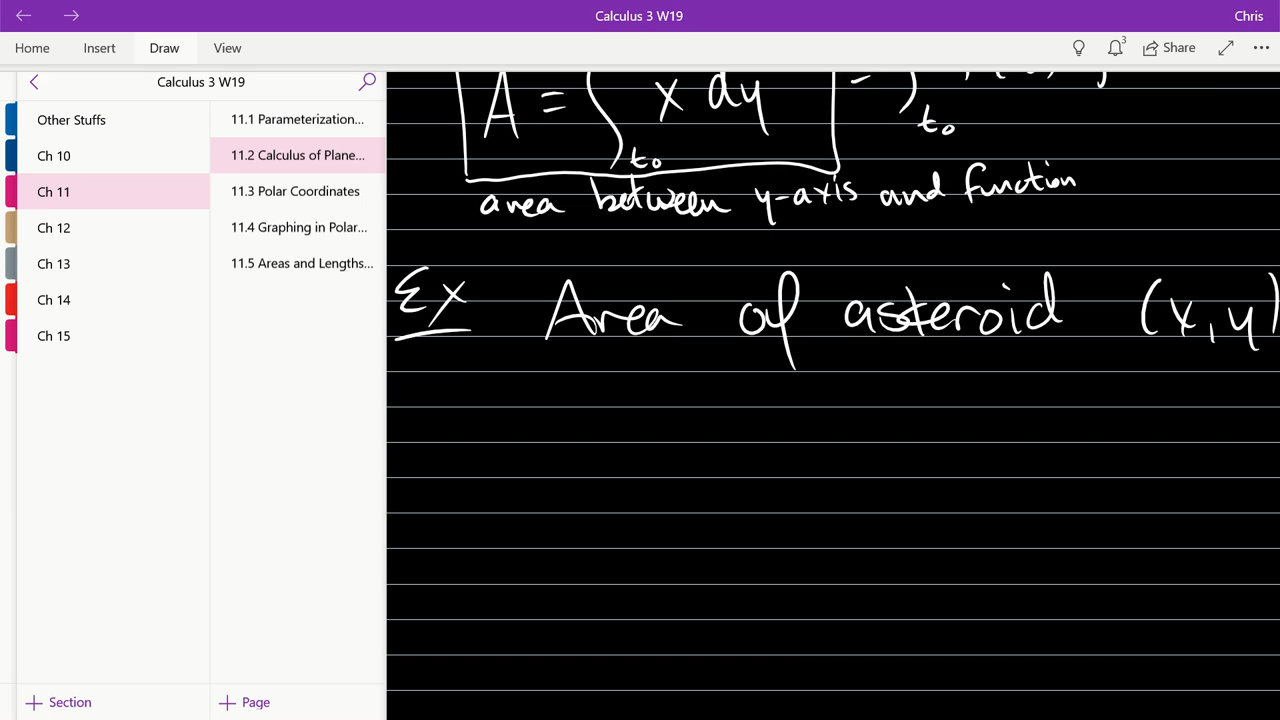 Calculus 3 W19
Chris
Home Insert Draw View
3 Share
Calculus 3 W19
Other Stuffs
Ch 10
Ch 11
Ch 12
Ch 13
Ch 14
Ch 15
11.1 Parameterization...
11.2 Calculus of Plane...
11.3 Polar Coordinates
11.4 Graphing in Polar...
11.5 Areas and Lengths...
+ Section
+ Page
A = ∫ x dy = ∫
t₀ t₀
area between y-axis and function
Ex Area of asteroid (x,y)